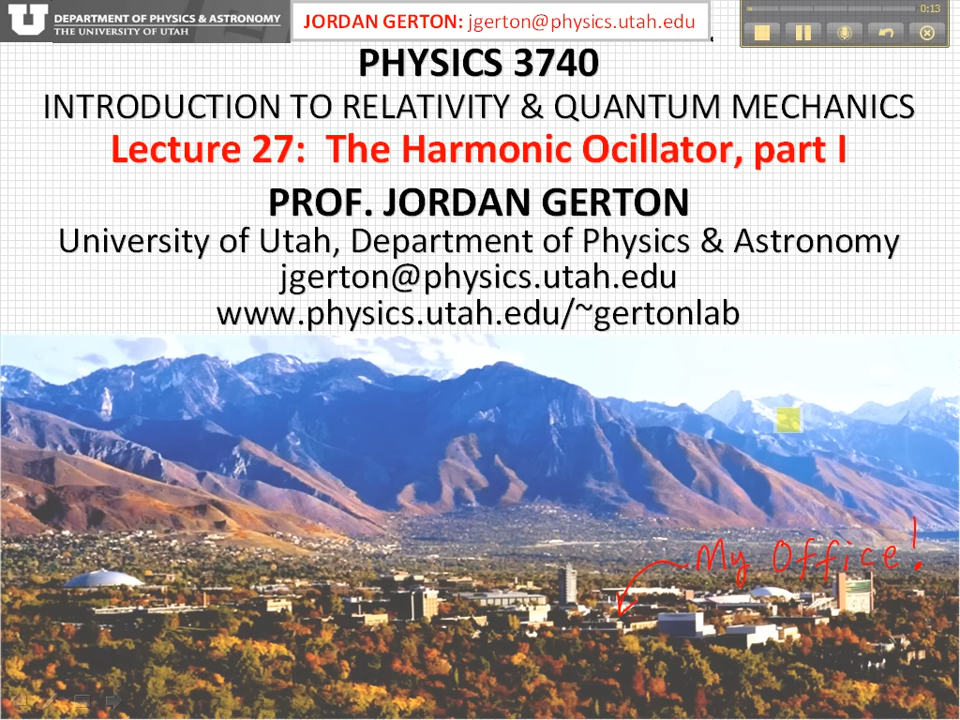 DEPARTMENT OF PHYSICS & ASTRONOMY
THE UNIVERSITY OF UTAH
JORDAN GERTON: jgerton@physics.utah.edu
0:13
PHYSICS 3740
INTRODUCTION TO RELATIVITY & QUANTUM MECHANICS
Lecture 27: The Harmonic Ocillator, part I
PROF. JORDAN GERTON
University of Utah, Department of Physics & Astronomy
jgerton@physics.utah.edu
www.physics.utah.edu/~gertonlab
My Office!